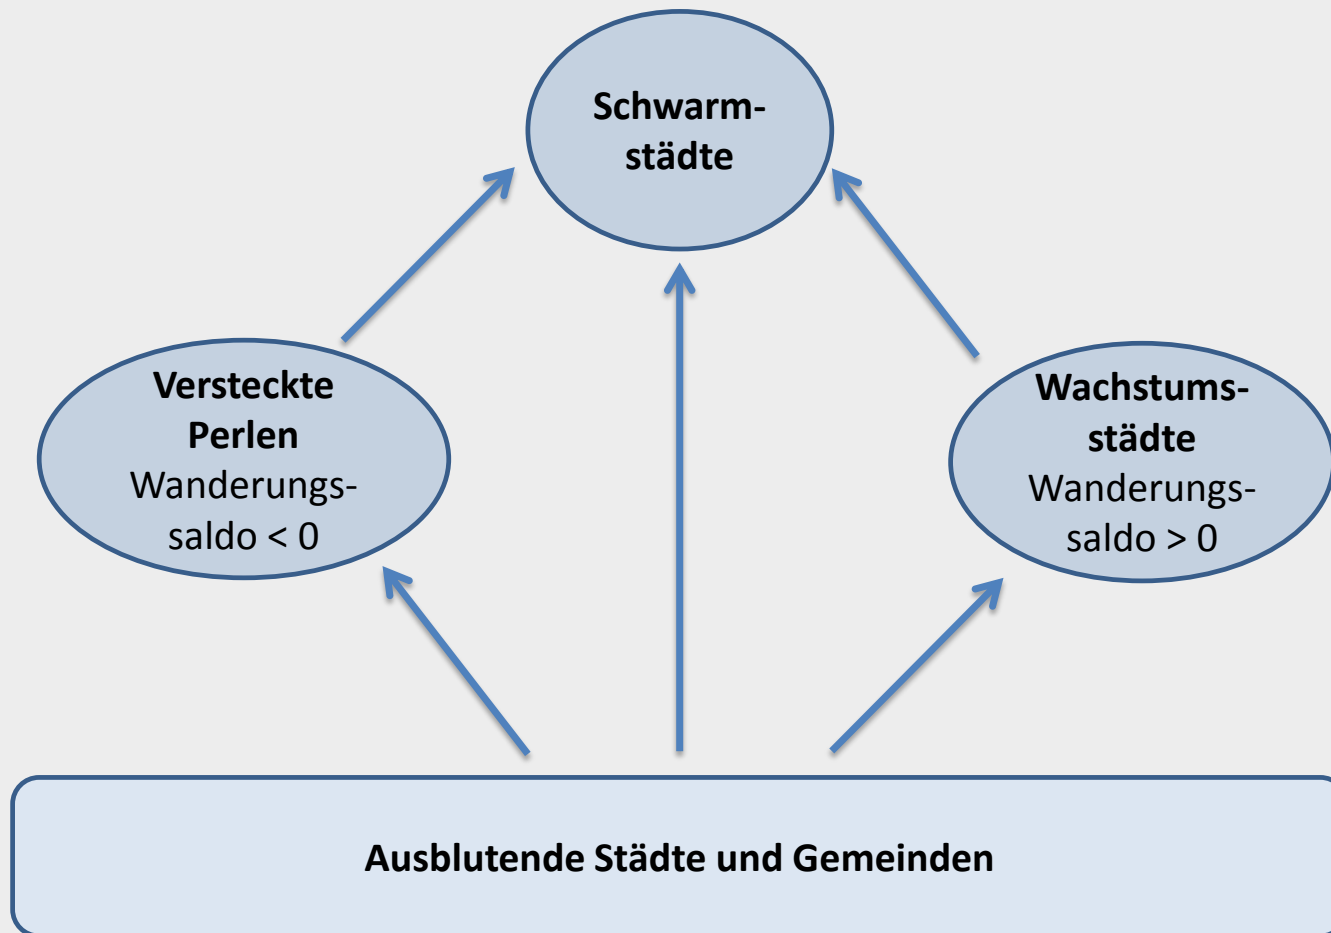 Schwarm-
städte
Versteckte
Perlen
Wanderungs-
saldo < 0
Wachstums-
städte
Wanderungs-
saldo > 0
Ausblutende Städte und Gemeinden